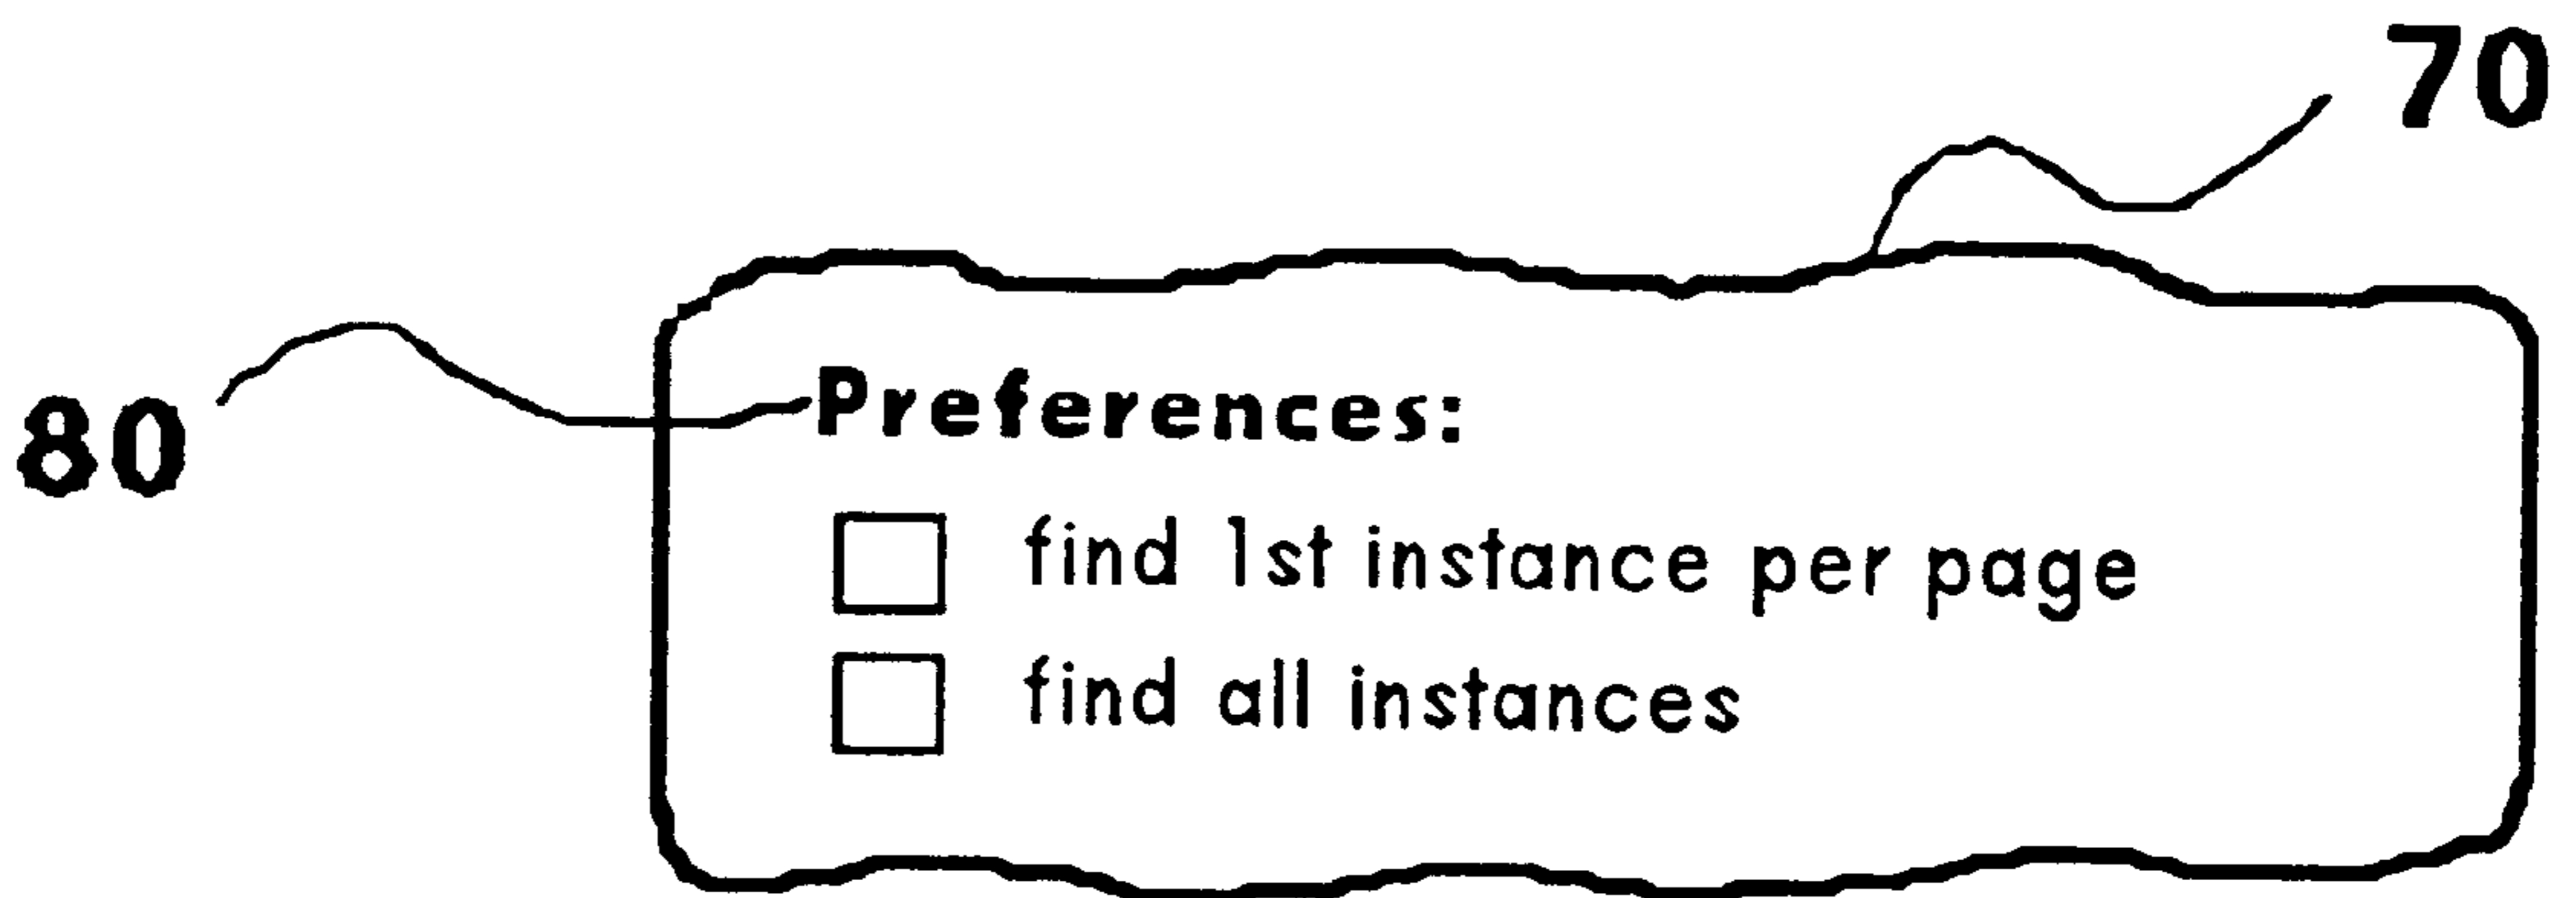 70
80
Preferences:
find 1st instance per page
find all instances